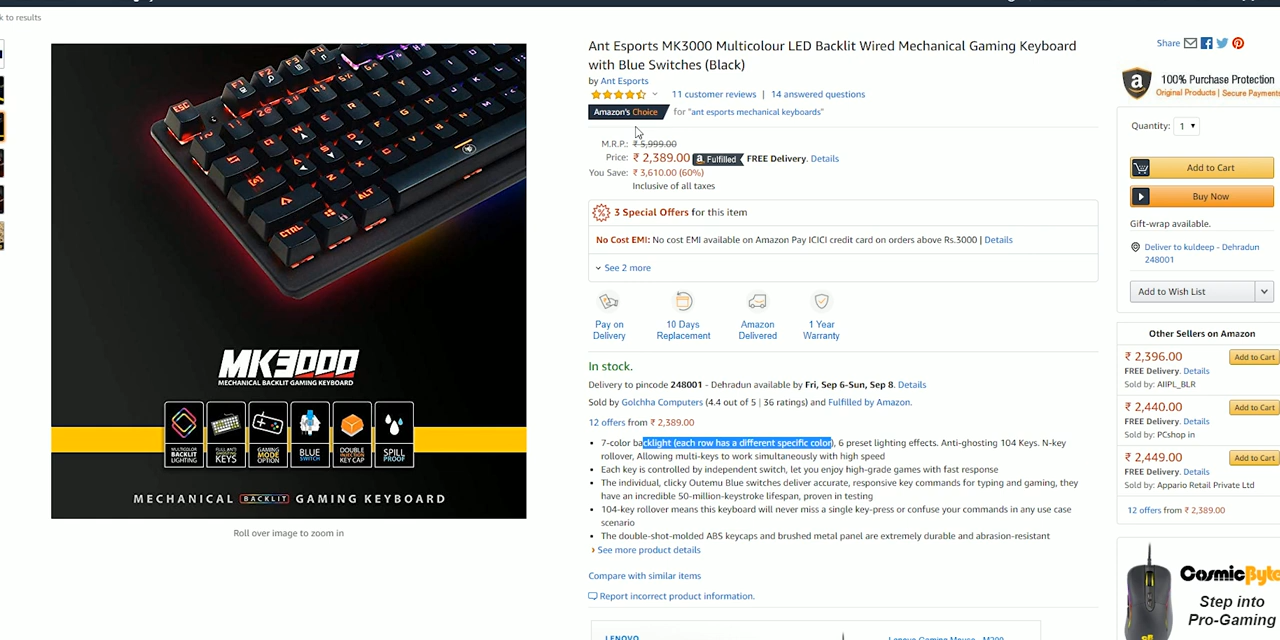 k to results
Ant Esports MK3000 Multicolour LED Backlit Wired Mechanical Gaming Keyboard
with Blue Switches (Black)
by Ant Esports
11 customer reviews | 14 answered questions
Amazon's Choice for "ant esports mechanical keyboards"
M.R.P.: ₹ 5,999.00
Price: ₹ 2,389.00 a Fulfilled FREE Delivery. Details
You Save: ₹ 3,610.00 (60%)
Inclusive of all taxes
3 Special Offers for this item
No Cost EMI: No cost EMI available on Amazon Pay ICICI credit card on orders above Rs.3000 | Details
See 2 more
Pay on
Delivery
10 Days
Replacement
Amazon
Delivered
1 Year
Warranty
In stock.
Delivery to pincode 248001 - Dehradun available by Fri, Sep 6-Sun, Sep 8. Details
Sold by Golchha Computers (4.4 out of 5 | 36 ratings) and Fulfilled by Amazon.
12 offers from ₹ 2,389.00
• 7-color backlight (each row has a different specific color), 6 preset lighting effects. Anti-ghosting 104 Keys. N-key
rollover, Allowing multi-keys to work simultaneously with high speed
• Each key is controlled by independent switch, let you enjoy high-grade games with fast response
• The individual, clicky Outemu Blue switches deliver accurate, responsive key commands for typing and gaming, they
have an incredible 50-million-keystroke lifespan, proven in testing
• 104-key rollover means this keyboard will never miss a single key-press or confuse your commands in any use case
scenario
• The double-shot-molded ABS keycaps and brushed metal panel are extremely durable and abrasion-resistant
› See more product details
Compare with similar items
Report incorrect product information.
LENOVO
Lenovo Gaming Mouse - M200
ESC
ALT
CTRL
MK3000
MECHANICAL BACKLIT GAMING KEYBOARD
MULTICOLOR
BACKLIT
LIGHTING
KEYS
GAMING
MODE
OPTION
BLUE
SWITCH
DOUBLE
INJECTION
KEY CAP
SPILL
PROOF
MECHANICAL BACKLIT GAMING KEYBOARD
Roll over image to zoom in
Share
a
100% Purchase Protection
Original Products | Secure Payments
Quantity: 1
Add to Cart
Buy Now
Gift-wrap available.
Deliver to kuldeep - Dehradun
248001
Add to Wish List
Other Sellers on Amazon
₹ 2,396.00 Add to Cart
FREE Delivery. Details
Sold by: AIIPL_BLR
₹ 2,440.00 Add to Cart
FREE Delivery. Details
Sold by: PCshop in
₹ 2,449.00 Add to Cart
FREE Delivery. Details
Sold by: Appario Retail Private Ltd
12 offers from ₹ 2,389.00
CosmicByte
Step into
Pro-Gaming